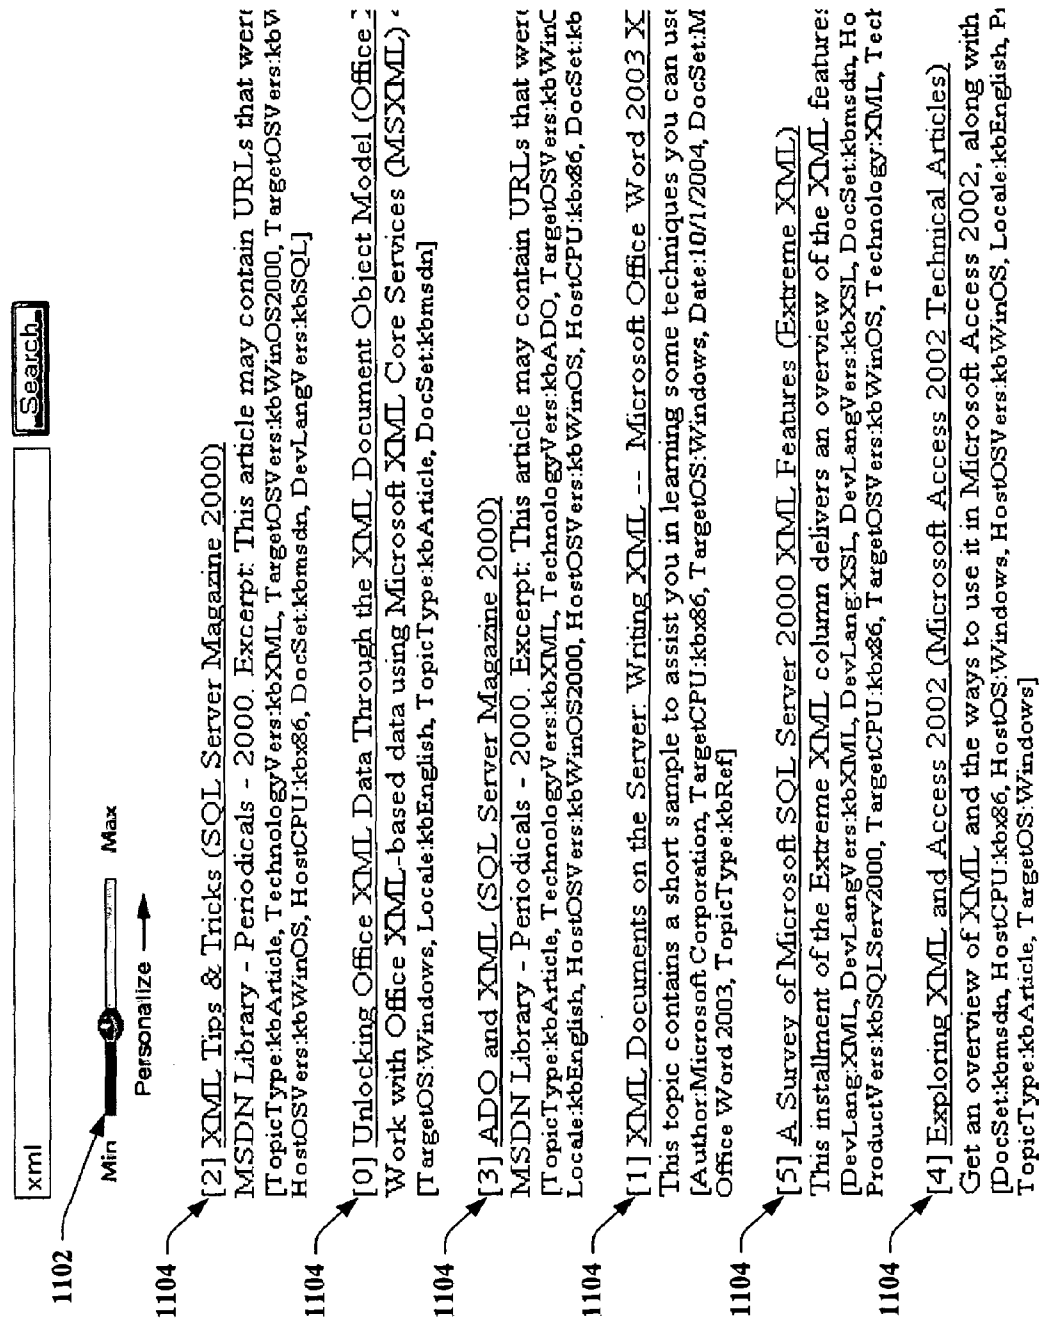 xml Search
1102
Min Max
Personalize
1104
[2] XML Tips & Tricks (SQL Server Magazine 2000)
MSDN Library - Periodicals - 2000. Excerpt: This article may contain URLs that were
[TopicType:kbArticle, TechnologyVers:kbXML, TargetOSVers:kbWinOS2000, TargetOSVers:kbW
HostOSVers:kbWinOS, HostCPU:kbx86, DocSet:kbmsdn, DevLangVers:kbSQL]
1104
[0] Unlocking Office XML Data Through the XML Document Object Model (Office 2
Work with Office XML-based data using Microsoft XML Core Services (MSXML) 4
[TargetOS:Windows, Locale:kbEnglish, TopicType:kbArticle, DocSet:kbmsdn]
1104
[3] ADO and XML (SQL Server Magazine 2000)
MSDN Library - Periodicals - 2000. Excerpt: This article may contain URLs that were
[TopicType:kbArticle, TechnologyVers:kbXML, TechnologyVers:kbADO, TargetOSVers:kbWinO
Locale:kbEnglish, HostOSVers:kbWinOS2000, HostOSVers:kbWinOS, HostCPU:kbx86, DocSet:kb
1104
[1] XML Documents on the Server: Writing XML -- Microsoft Office Word 2003 X
This topic contains a short sample to assist you in learning some techniques you can use
[Author:Microsoft Corporation, TargetCPU:kbx86, TargetOS:Windows, Date:10/1/2004, DocSet:M
Office Word 2003, TopicType:kbRef]
1104
[5] A Survey of Microsoft SQL Server 2000 XML Features (Extreme XML)
This installment of the Extreme XML column delivers an overview of the XML features
[DevLang:XML, DevLangVers:kbXML, DevLang:XSL, DevLangVers:kbXSL, DocSet:kbmsdn, Ho
ProductVers:kbSQLServ2000, TargetCPU:kbx86, TargetOSVers:kbWinOS, Technology:XML, Tech
1104
[4] Exploring XML and Access 2002 (Microsoft Access 2002 Technical Articles)
Get an overview of XML and the ways to use it in Microsoft Access 2002, along with
[DocSet:kbmsdn, HostCPU:kbx86, HostOS:Windows, HostOSVers:kbWinOS, Locale:kbEnglish, Pr
TopicType:kbArticle, TargetOS:Windows]